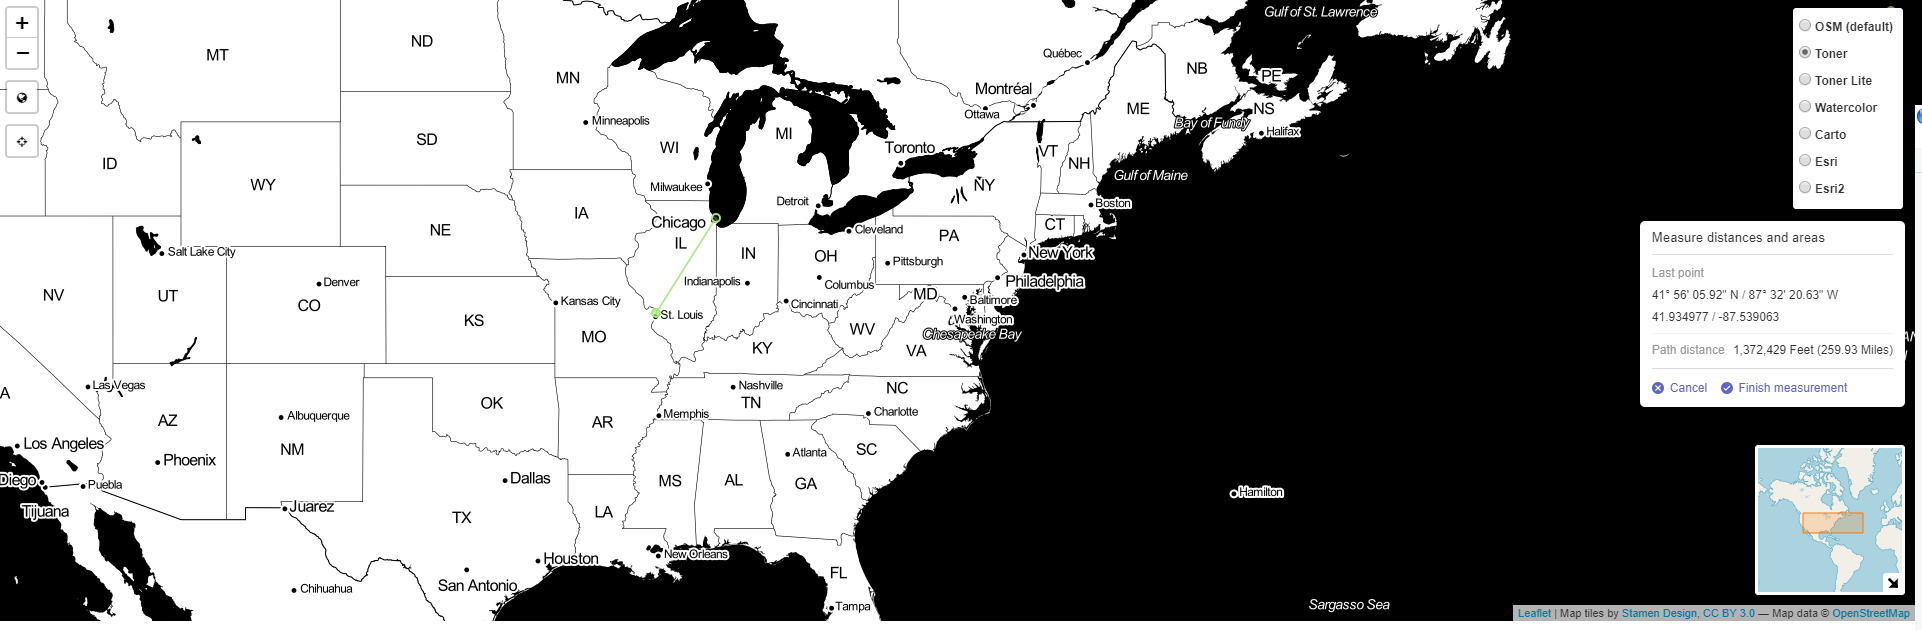 +
−
MT
ND
MN
ID
WY
SD
WI
MI
Minneapolis
Milwaukee
Chicago
Detroit
Toronto
Québec
Montréal
Ottawa
Gulf of St. Lawrence
NB
PE
ME
NS
Bay of Fundy
Halifax
VT
NH
NY
Gulf of Maine
Boston
CT
NE
IA
IL
IN
OH
PA
Cleveland
Pittsburgh
New York
Philadelphia
Salt Lake City
Denver
NV
UT
CO
KS
Kansas City
MO
St. Louis
Indianapolis
Columbus
Cincinnati
MD
Baltimore
Washington
Chesapeake Bay
WV
VA
KY
Las Vegas
A
AZ
Albuquerque
NM
OK
AR
Nashville
TN
Memphis
NC
Charlotte
SC
Atlanta
Los Angeles
Phoenix
Diego
Puebla
Tijuana
Juarez
Dallas
TX
LA
MS
AL
GA
Hamilton
Houston
San Antonio
New Orleans
Chihuahua
FL
Tampa
Sargasso Sea
AN
OSM (default)
Toner
Toner Lite
Watercolor
Carto
Esri
Esri2
Measure distances and areas
Last point
41° 56' 05.92" N / 87° 32' 20.63" W
41.934977 / -87.539063
Path distance 1,372,429 Feet (259.93 Miles)
Cancel Finish measurement
Leaflet | Map tiles by Stamen Design, CC BY 3.0 — Map data © OpenStreetMap